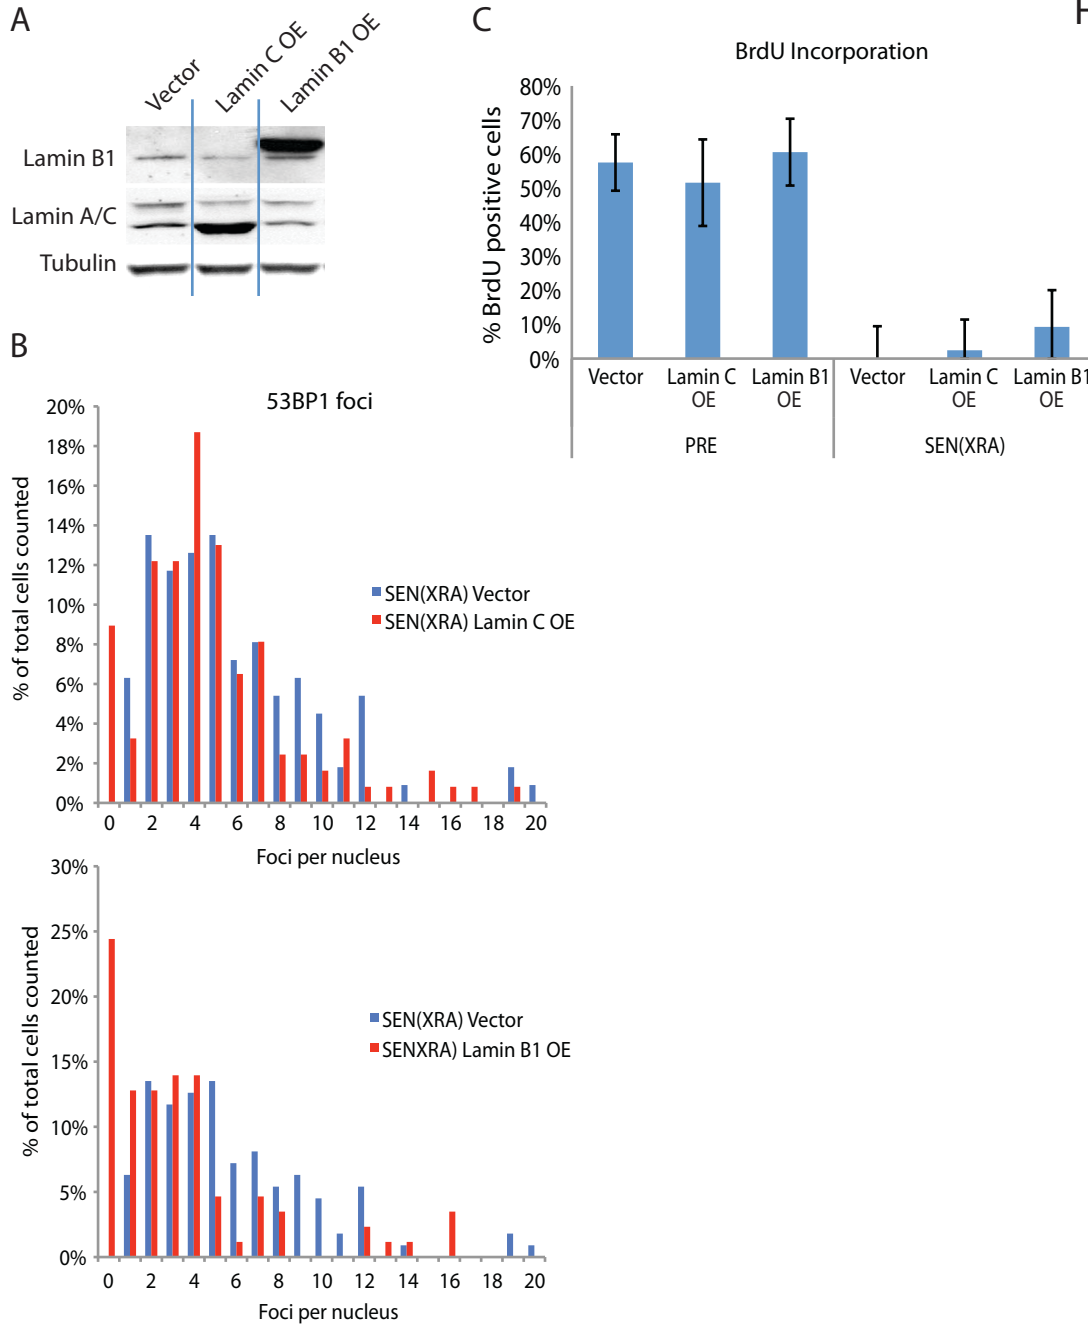 A
Vector
Lamin C OE
Lamin B1 OE
Lamin B1
Lamin A/C
Tubulin
C
BrdU Incorporation
% BrdU positive cells
80%
70%
60%
50%
40%
30%
20%
10%
0%
Vector
Lamin C OE
Lamin B1 OE
Vector
Lamin C OE
Lamin B1 OE
PRE
SEN(XRA)
B
53BP1 foci
% of total cells counted
20%
18%
16%
14%
12%
10%
8%
6%
4%
2%
0%
SEN(XRA) Vector
SEN(XRA) Lamin C OE
0 2 4 6 8 10 12 14 16 18 20
Foci per nucleus
% of total cells counted
30%
25%
20%
15%
10%
5%
0%
SEN(XRA) Vector
SENXRA) Lamin B1 OE
0 2 4 6 8 10 12 14 16 18 20
Foci per nucleus